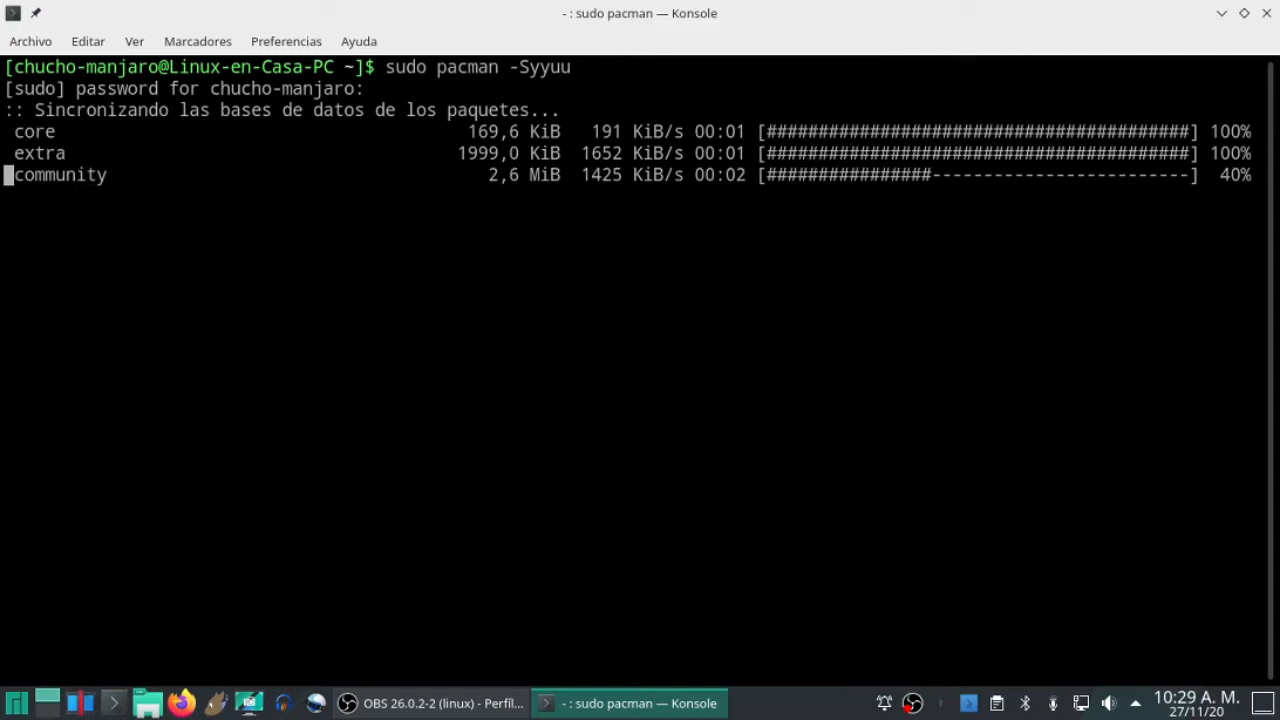 - : sudo pacman — Konsole
Archivo Editar Ver Marcadores Preferencias Ayuda
[chucho-manjaro@Linux-en-Casa-PC ~]$ sudo pacman -Syyuu
[sudo] password for chucho-manjaro:
:: Sincronizando las bases de datos de los paquetes...
core 169,6 KiB 191 KiB/s 00:01 [#########################################] 100%
extra 1999,0 KiB 1652 KiB/s 00:01 [#########################################] 100%
community 2,6 MiB 1425 KiB/s 00:02 [################-------------------------] 40%
OBS 26.0.2-2 (linux) - Perfíl... - : sudo pacman — Konsole 10:29 A. M.
27/11/20